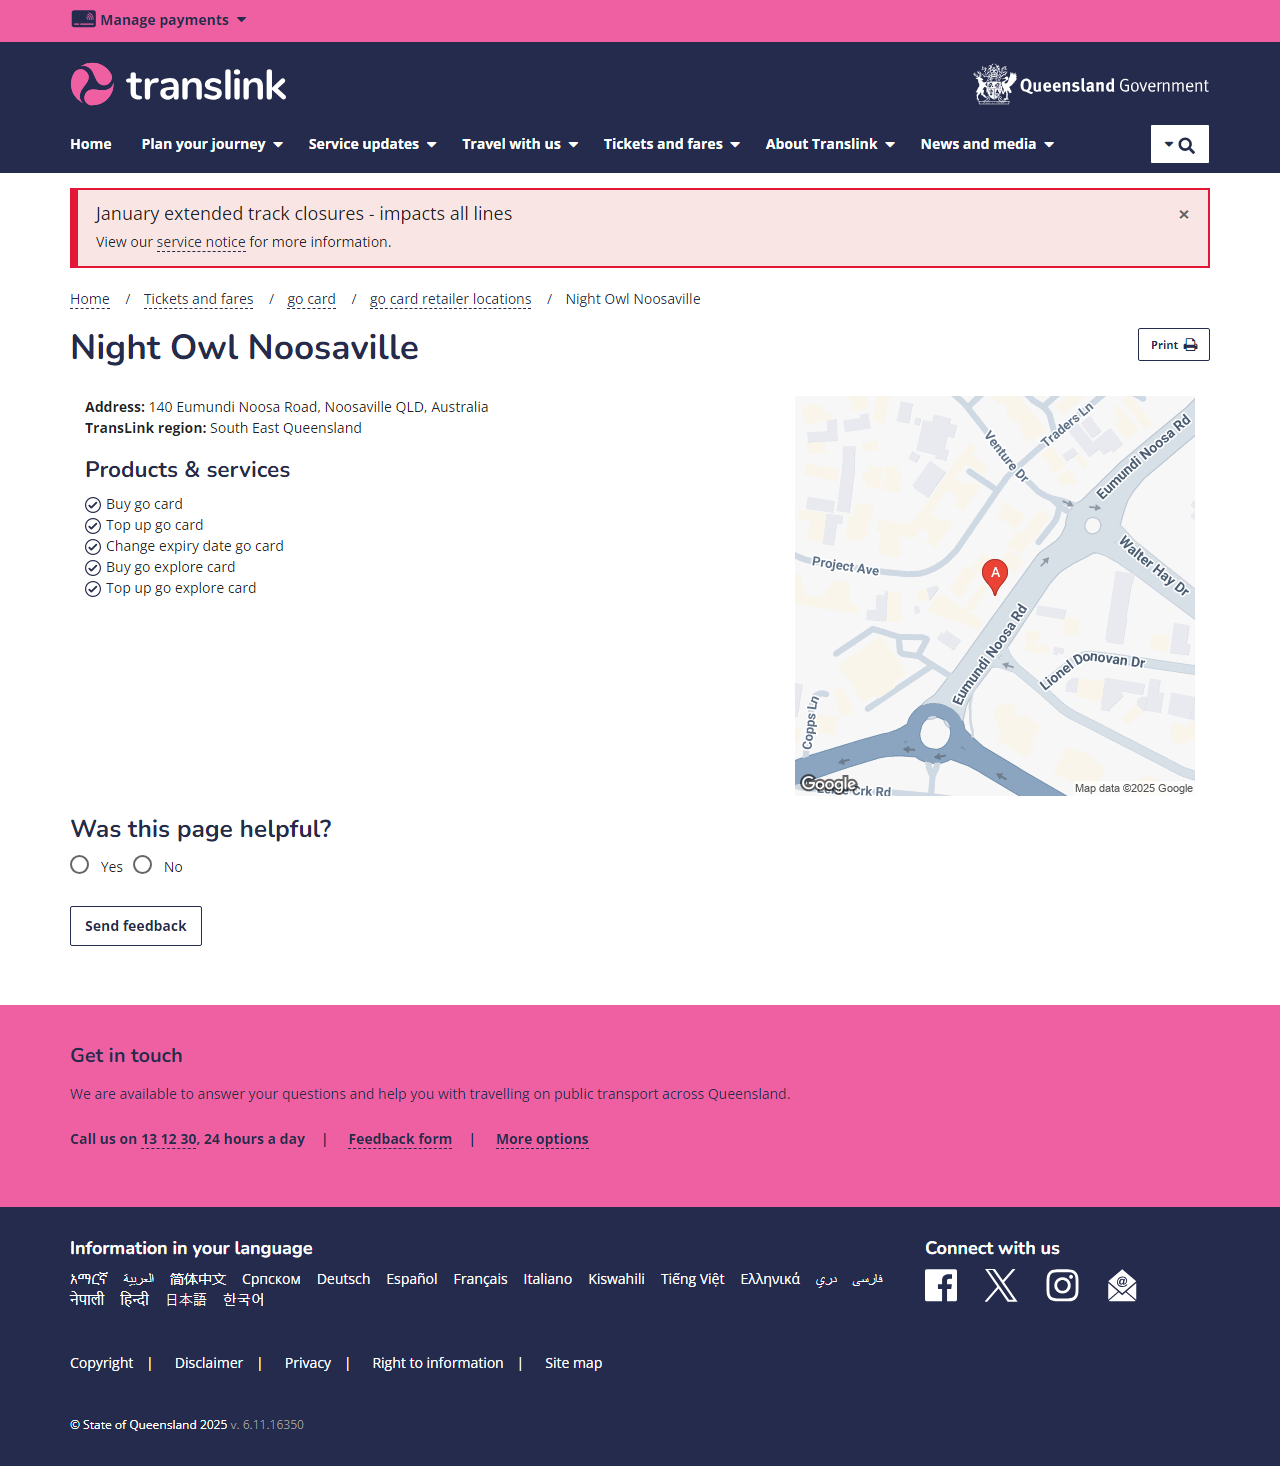 Manage payments
translink
Queensland Government
Home Plan your journey Service updates Travel with us Tickets and fares About Translink News and media
January extended track closures - impacts all lines ×
View our service notice for more information.
Home / Tickets and fares / go card / go card retailer locations / Night Owl Noosaville
Night Owl Noosaville
Print
Address: 140 Eumundi Noosa Road, Noosaville QLD, Australia
TransLink region: South East Queensland
Products & services
Buy go card
Top up go card
Change expiry date go card
Buy go explore card
Top up go explore card
Traders Ln
Venture Dr
Eumundi Noosa Rd
Walter Hay Dr
Project Ave
A
Eumundi Noosa Rd
Lionel Donovan Dr
Copps Ln
Google
Crk Rd
Map data ©2025 Google
Was this page helpful?
Yes No
Send feedback
Get in touch
We are available to answer your questions and help you with travelling on public transport across Queensland.
Call us on 13 12 30, 24 hours a day | Feedback form | More options
Information in your language
አማርኛ العربية 简体中文 Српском Deutsch Español Français Italiano Kiswahili Tiếng Việt Ελληνικά دري فارسی
नेपाली हिन्दी 日本語 한국어
Connect with us
Copyright | Disclaimer | Privacy | Right to information | Site map
© State of Queensland 2025 v. 6.11.16350